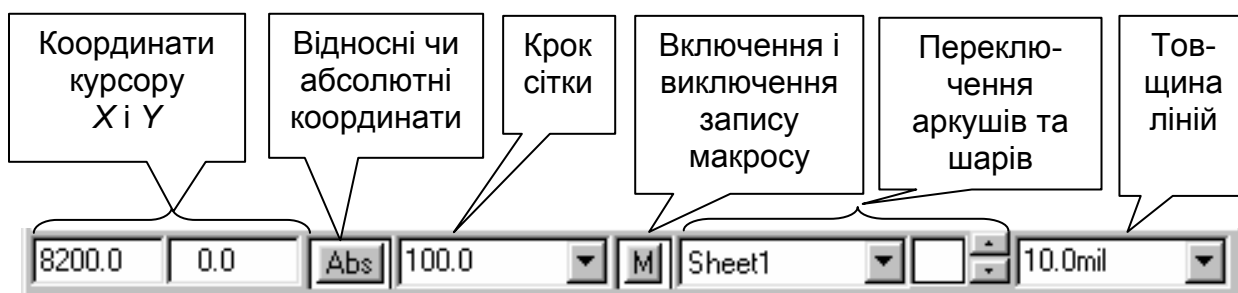 Координати
курсору
X і Y
Відносні чи
абсолютні
координати
Крок
сітки
Включення і
виключення
запису
макросу
Переклю-
чення
аркушів та
шарів
Тов-
щина
ліній
8200.0 0.0 Abs 100.0 M Sheet1 10.0mil